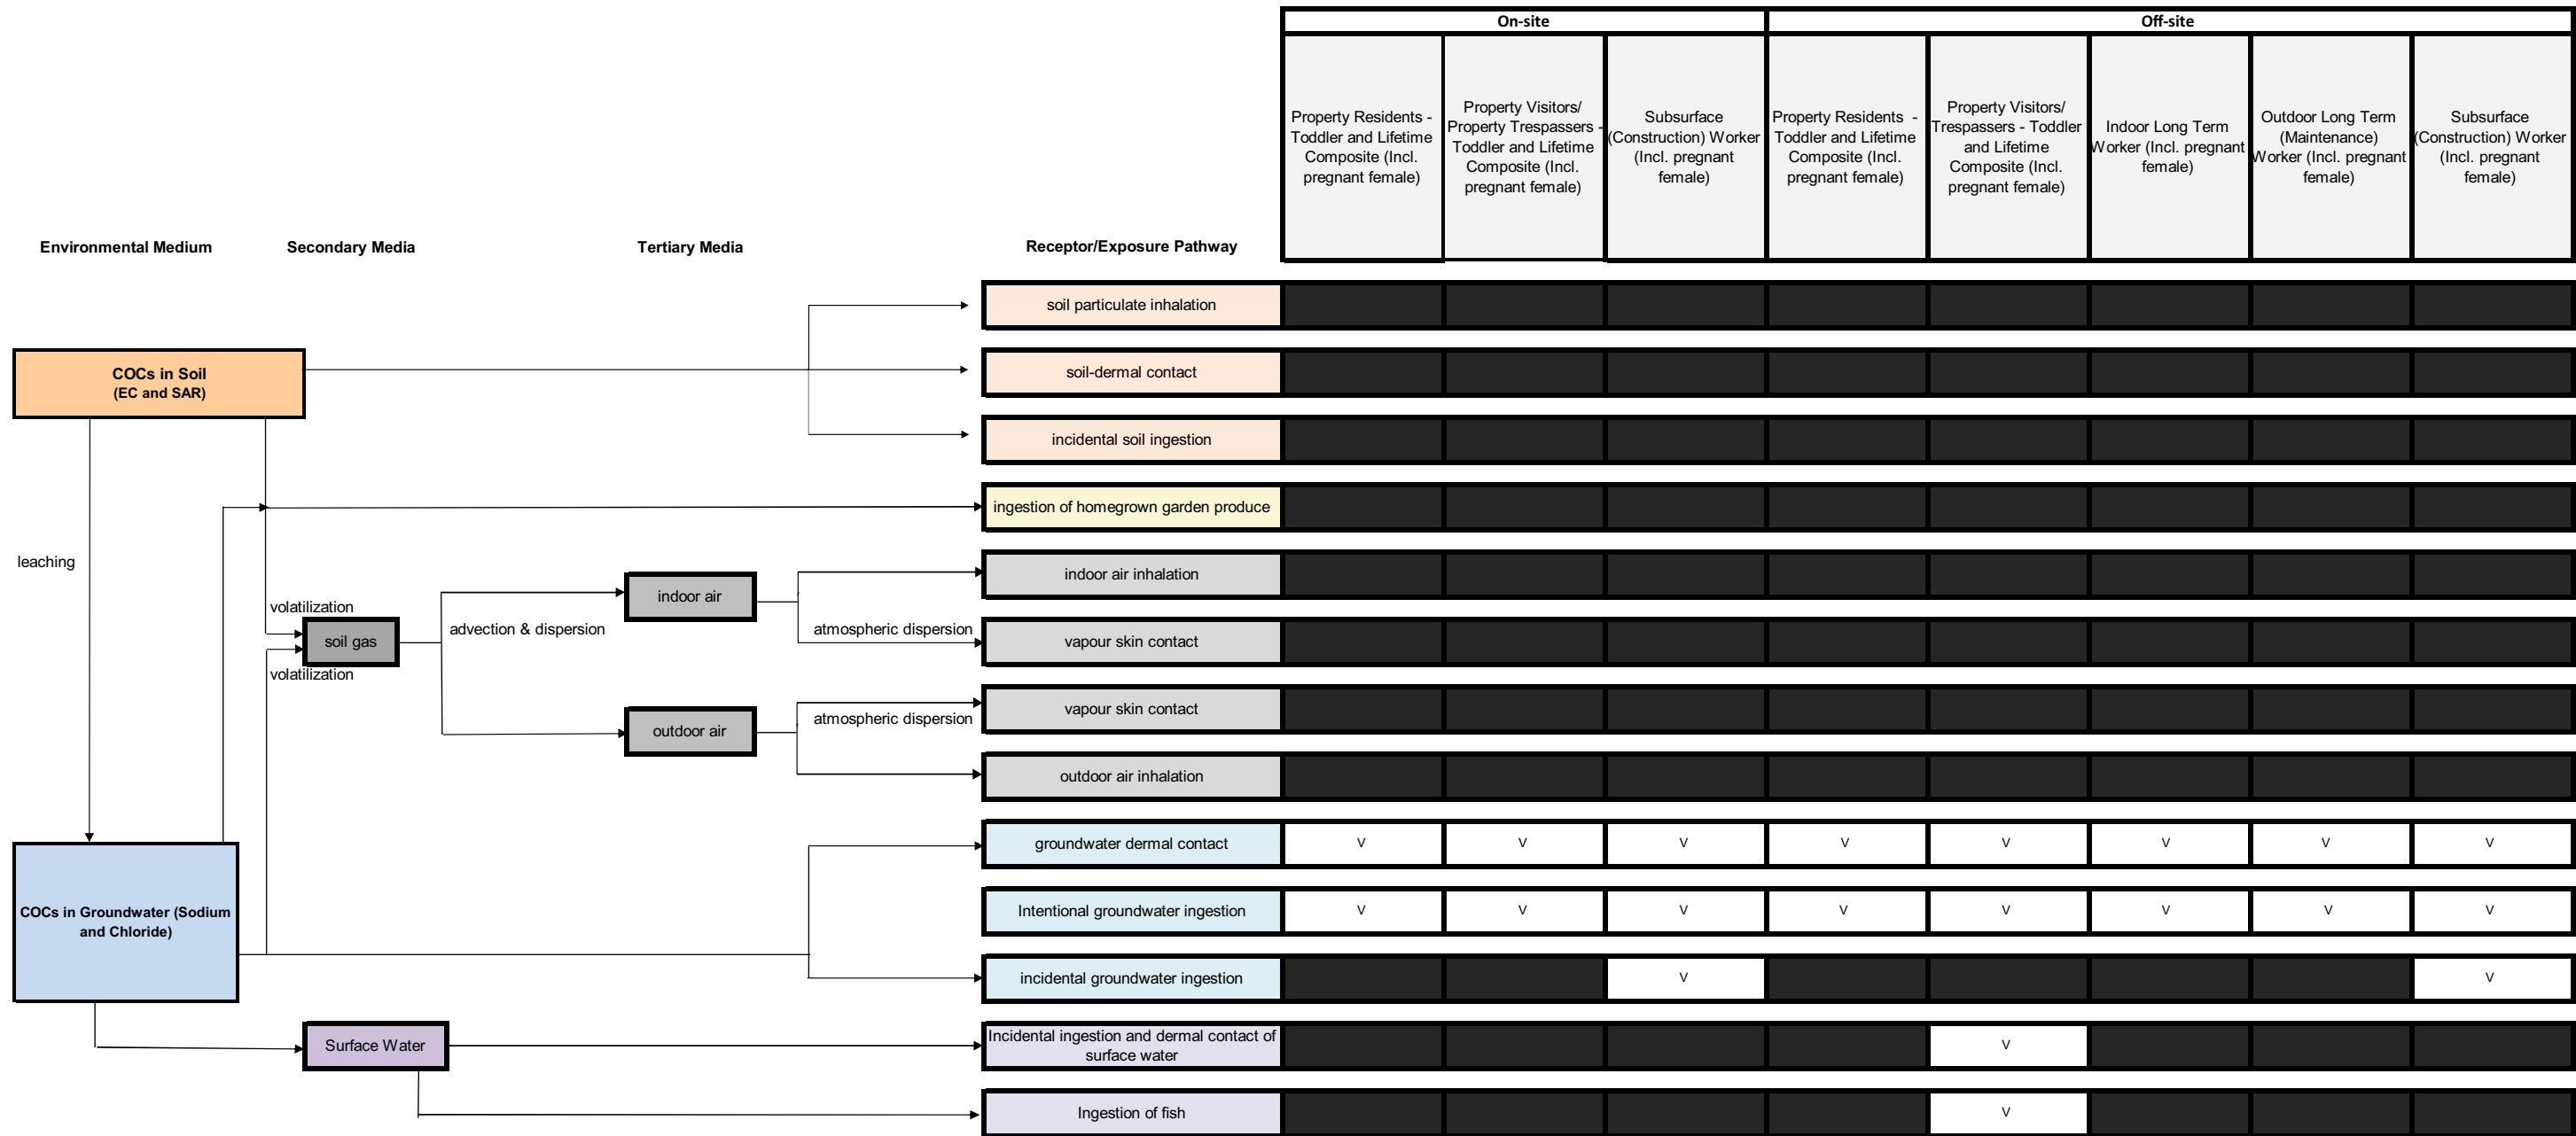 On-site
Off-site
Property Residents -
Toddler and Lifetime
Composite (Incl.
pregnant female)
Property Visitors/
Property Trespassers -
Toddler and Lifetime
Composite (Incl.
pregnant female)
Subsurface
(Construction) Worker
(Incl. pregnant
female)
Property Residents -
Toddler and Lifetime
Composite (Incl.
pregnant female)
Property Visitors/
Trespassers - Toddler
and Lifetime
Composite (Incl.
pregnant female)
Indoor Long Term
Worker (Incl. pregnant
female)
Outdoor Long Term
(Maintenance)
Worker (Incl. pregnant
female)
Subsurface
(Construction) Worker
(Incl. pregnant
female)
Environmental Medium
Secondary Media
Tertiary Media
Receptor/Exposure Pathway
soil particulate inhalation
COCs in Soil
(EC and SAR)
soil-dermal contact
incidental soil ingestion
ingestion of homegrown garden produce
leaching
indoor air inhalation
volatilization
indoor air
soil gas
advection & dispersion
atmospheric dispersion
vapour skin contact
volatilization
vapour skin contact
atmospheric dispersion
outdoor air
outdoor air inhalation
groundwater dermal contact
V V V V V V V V
COCs in Groundwater (Sodium
and Chloride)
Intentional groundwater ingestion
V V V V V V V V
incidental groundwater ingestion
V V
Surface Water
Incidental ingestion and dermal contact of
surface water
V
Ingestion of fish
V